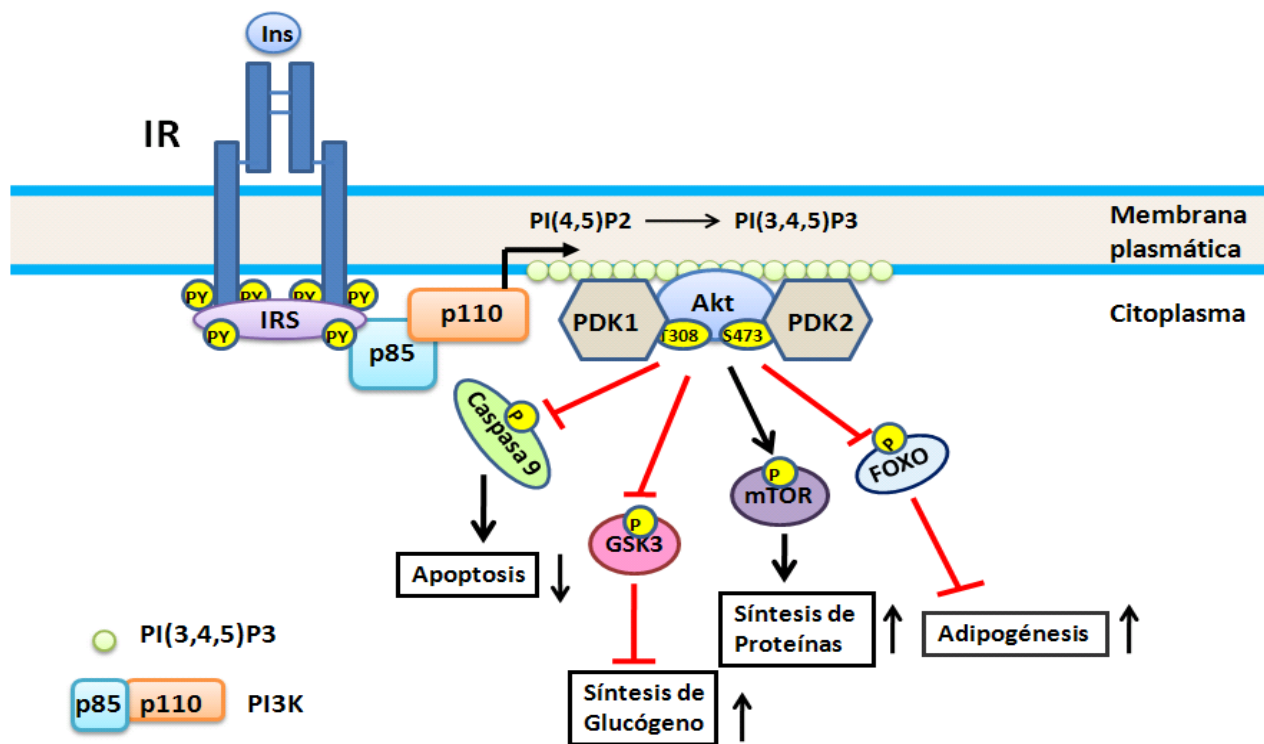 Ins
IR
PI(4,5)P2
PI(3,4,5)P3
Membrana
plasmática
PY
PY
PY
PY
IRS
PY
PY
p85
p110
PDK1
Akt
PDK2
T308
S473
Citoplasma
P
Caspasa 9
P
GSK3
P
mTOR
P
FOXO
Apoptosis
Síntesis de
Proteínas
Adipogénesis
Síntesis de
Glucógeno
PI(3,4,5)P3
p85
p110
PI3K